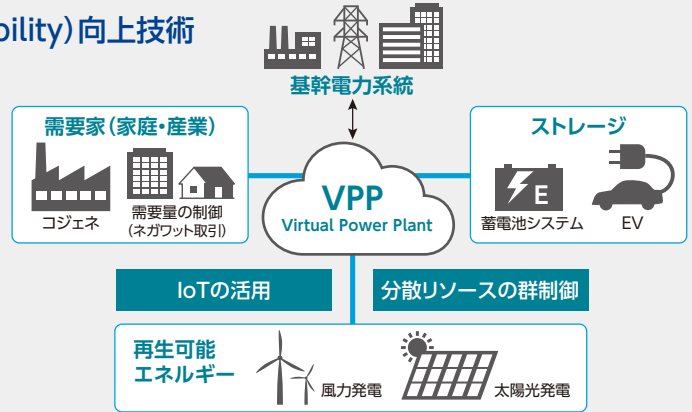 bility)向上技術
基幹電力系統
需要家(家庭・産業)
コジェネ
需要量の制御
(ネガワット取引)
VPP
Virtual Power Plant
ストレージ
E
蓄電池システム
EV
IoTの活用
分散リソースの群制御
再生可能
エネルギー
風力発電
太陽光発電